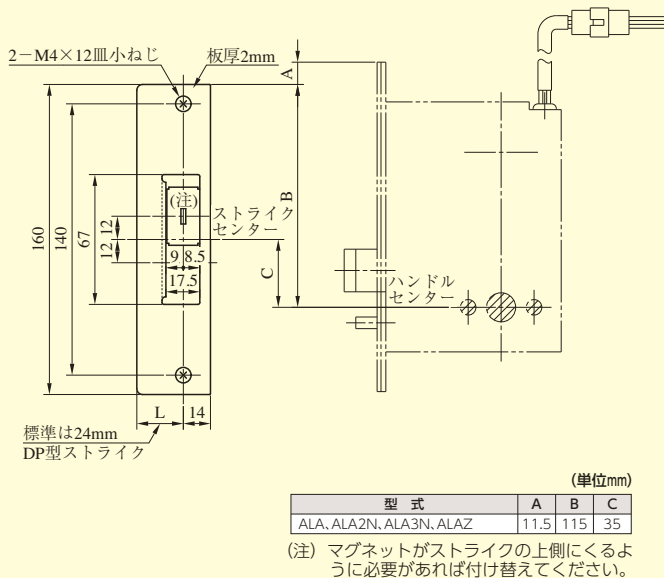 2－M4×12皿小ねじ
板厚2mm
A
B
160
140
67
12
12
(注)
ストライク
センター
9
8.5
17.5
C
ハンドル
センター
L
14
標準は24mm
DP型ストライク
(単位mm)
型 式 A B C
ALA、ALA2N、ALA3N、ALAZ 11.5 115 35
(注) マグネットがストライクの上側にくるよ
うに必要があれば付け替えてください。